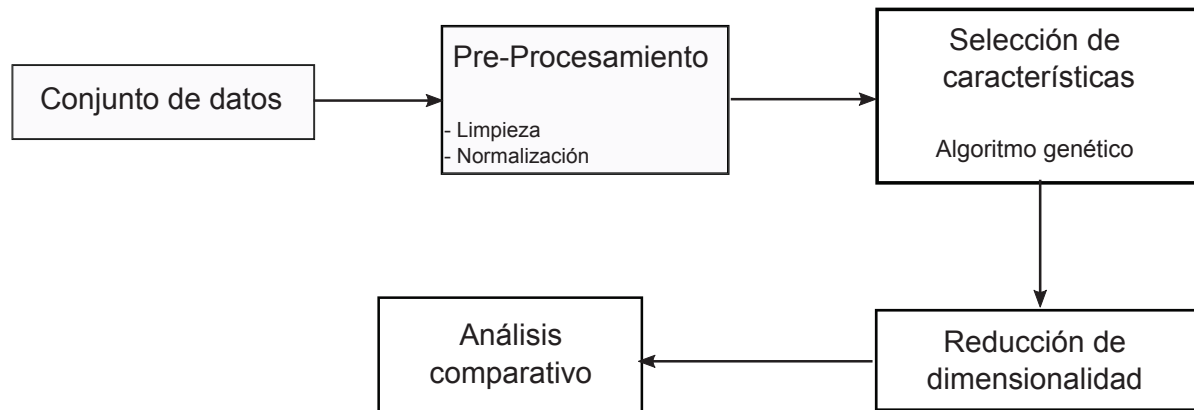 Conjunto de datos
Pre-Procesamiento
- Limpieza
- Normalización
Selección de
características
Algoritmo genético
Reducción de
dimensionalidad
Análisis
comparativo